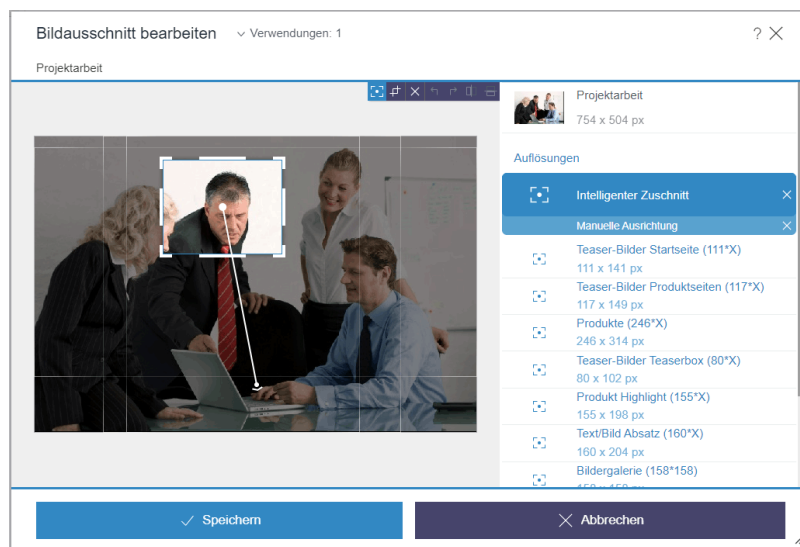 Bildausschnitt bearbeiten
Verwendungen: 1
?
Projektarbeit
Projektarbeit
754 x 504 px
Auflösungen
Intelligenter Zuschnitt
Manuelle Ausrichtung
Teaser-Bilder Startseite (111*X)
111 x 141 px
Teaser-Bilder Produktseiten (117*X)
117 x 149 px
Produkte (246*X)
246 x 314 px
Teaser-Bilder Teaserbox (80*X)
80 x 102 px
Produkt Highlight (155*X)
155 x 198 px
Text/Bild Absatz (160*X)
160 x 204 px
Bildergalerie (158*158)
Speichern
Abbrechen